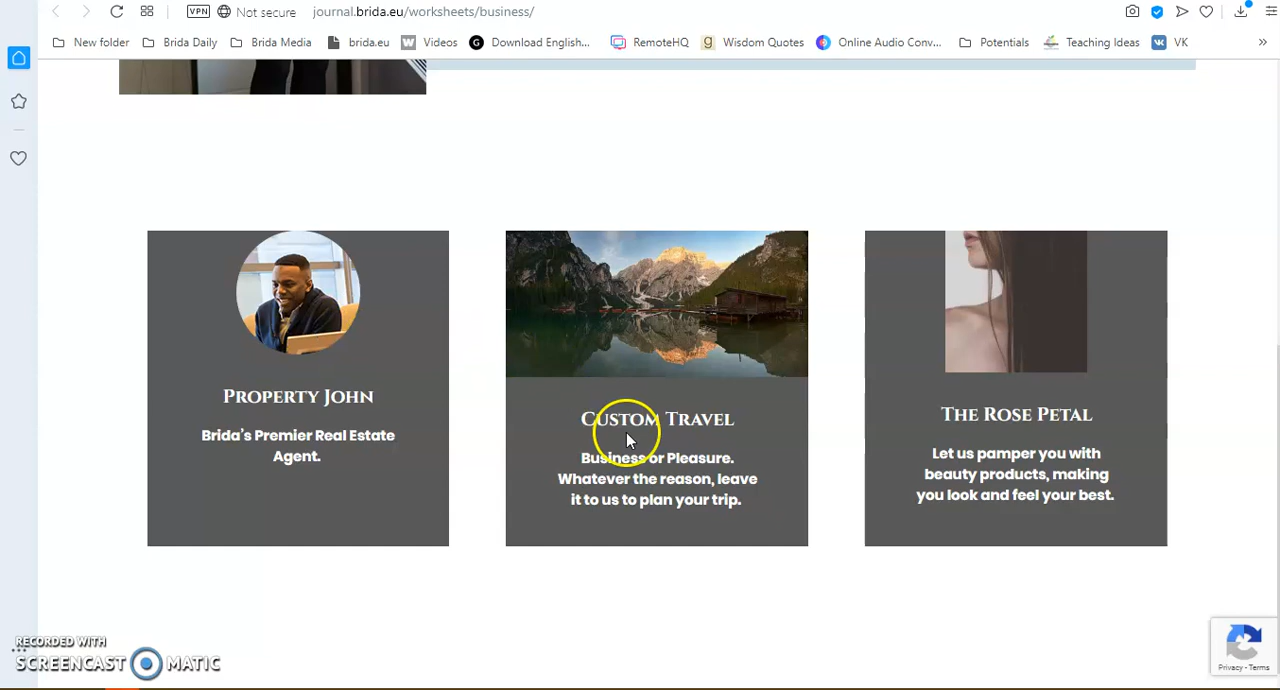 VPN Not secure journal.brida.eu/worksheets/business/
New folder Brida Daily Brida Media brida.eu W Videos G Download English... RemoteHQ g Wisdom Quotes Online Audio Conv... Potentials Teaching Ideas VK »
Property John
Brida's Premier Real Estate
Agent.
Custom Travel
Business or Pleasure.
Whatever the reason, leave
it to us to plan your trip.
The Rose Petal
Let us pamper you with
beauty products, making
you look and feel your best.
RECORDED WITH
SCREENCAST MATIC
Privacy - Terms